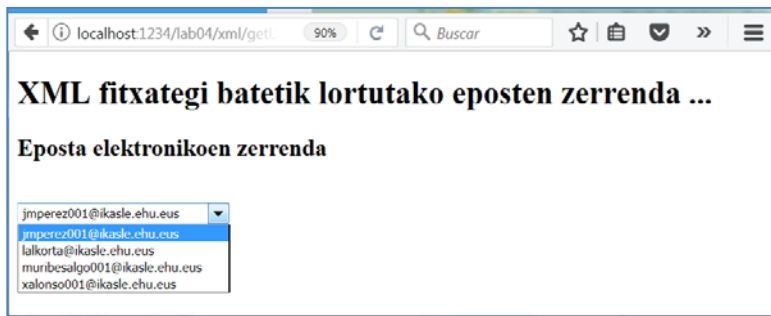 localhost:1234/lab04/xml/getL
90%
Buscar
XML fitxategi batetik lortutako eposten zerrenda ...
Eposta elektronikoen zerrenda
jmperez001@ikasle.ehu.eus
jmperez001@ikasle.ehu.eus
lalkorta@ikasle.ehu.eus
muribesalgo001@ikasle.ehu.eus
xalonso001@ikasle.ehu.eus